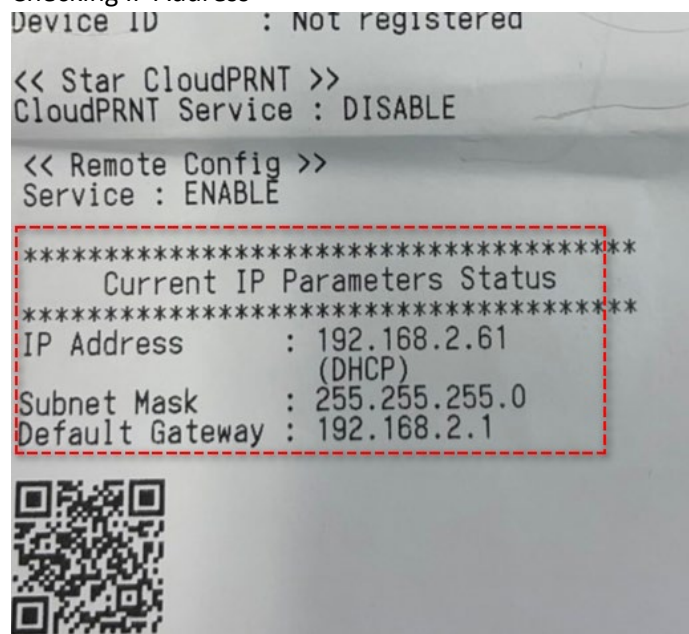 Checking IP Address
Device ID : Not registered
<< Star CloudPRNT >>
CloudPRNT Service : DISABLE
<< Remote Config >>
Service : ENABLE
**************************************
Current IP Parameters Status
**************************************
IP Address : 192.168.2.61
(DHCP)
Subnet Mask : 255.255.255.0
Default Gateway : 192.168.2.1